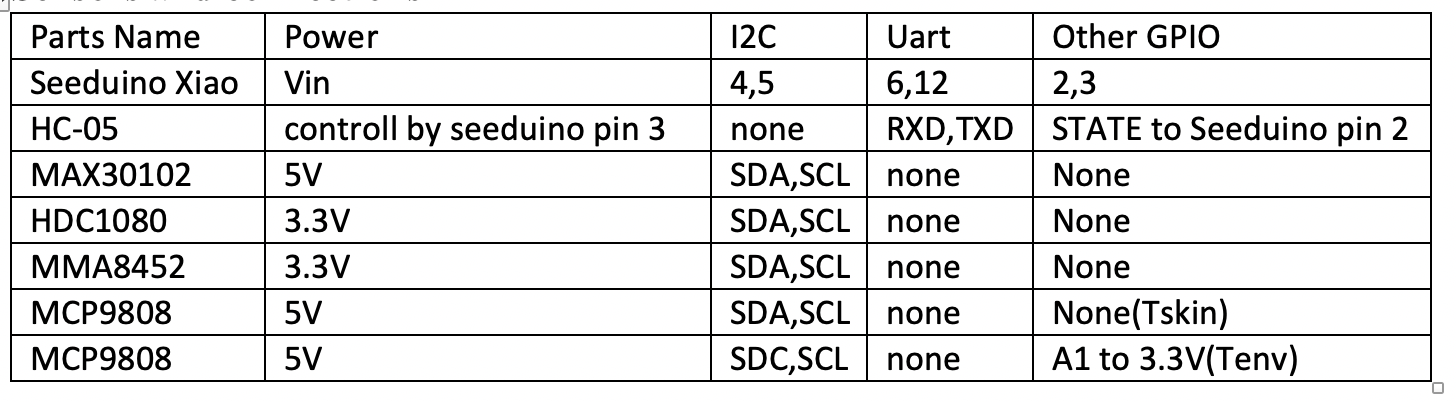 Parts Name Power I2C Uart Other GPIO
Seeduino Xiao Vin 4,5 6,12 2,3
HC-05 controll by seeduino pin 3 none RXD,TXD STATE to Seeduino pin 2
MAX30102 5V SDA,SCL none None
HDC1080 3.3V SDA,SCL none None
MMA8452 3.3V SDA,SCL none None
MCP9808 5V SDA,SCL none None(Tskin)
MCP9808 5V SDC,SCL none A1 to 3.3V(Tenv)